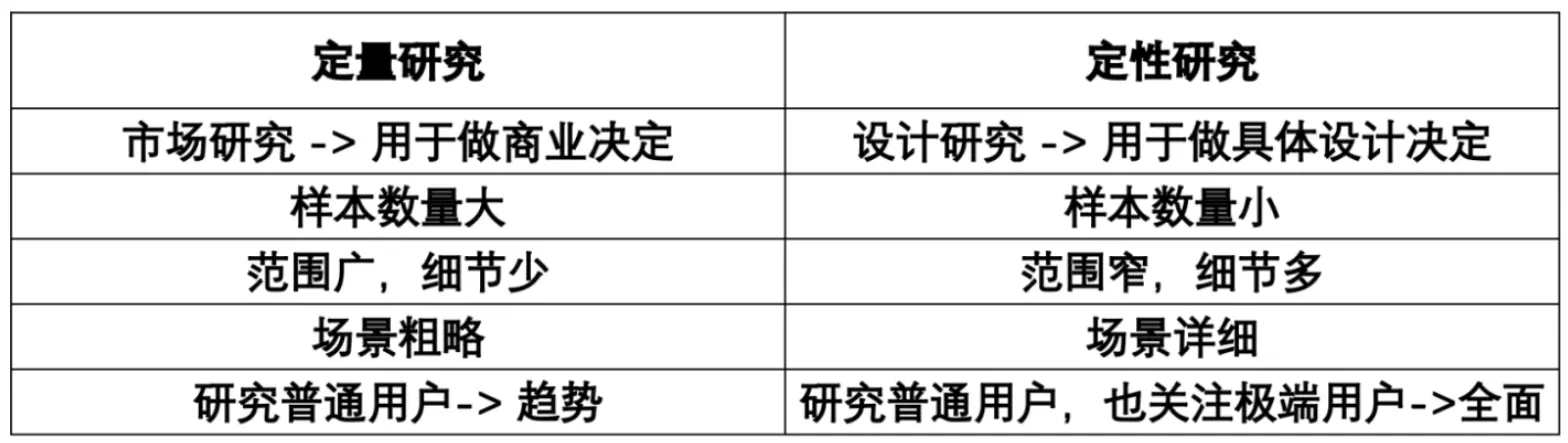 定量研究 定性研究
市场研究 -> 用于做商业决定 设计研究 -> 用于做具体设计决定
样本数量大 样本数量小
范围广，细节少 范围窄，细节多
场景粗略 场景详细
研究普通用户-> 趋势 研究普通用户，也关注极端用户->全面